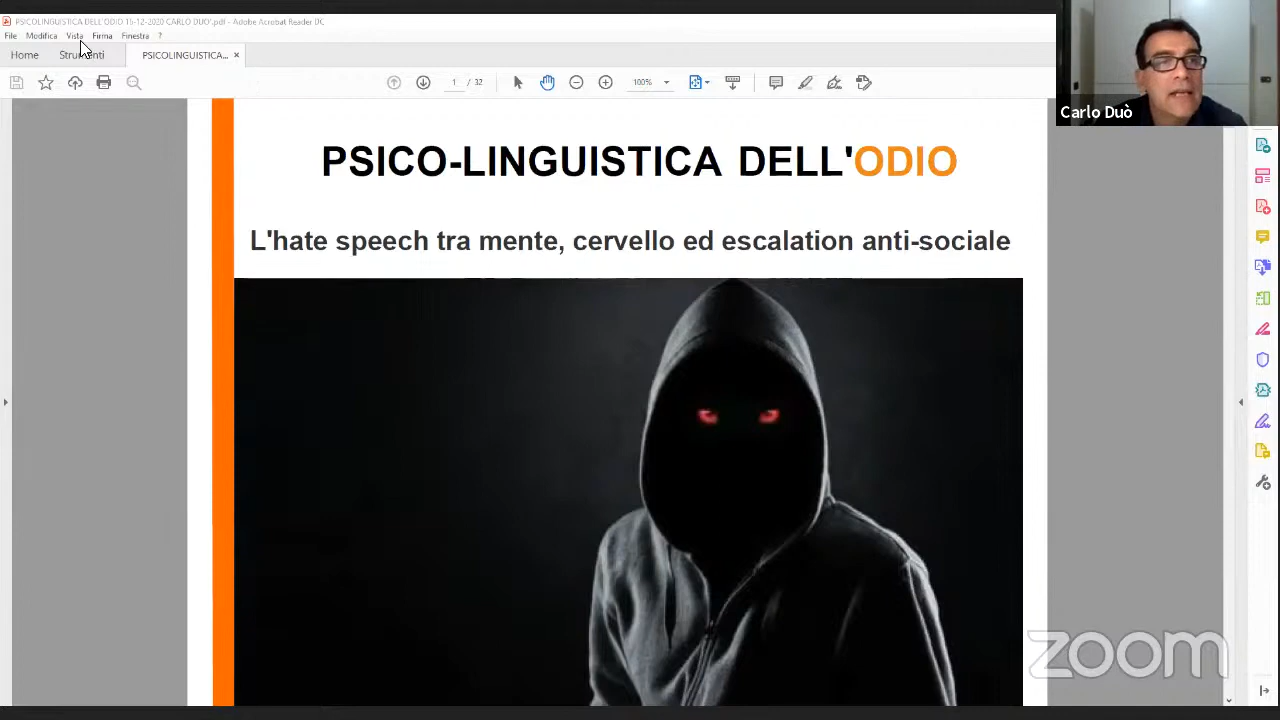 PSICOLINGUISTICA DELL'ODIO 15-12-2020 CARLO DUO'.pdf - Adobe Acrobat Reader DC
File Modifica Vista Firma Finestra ?
Home Strumenti PSICOLINGUISTICA... ×
1 / 32 100%
Carlo Duò
PSICO-LINGUISTICA DELL'ODIO
L'hate speech tra mente, cervello ed escalation anti-sociale
zoom